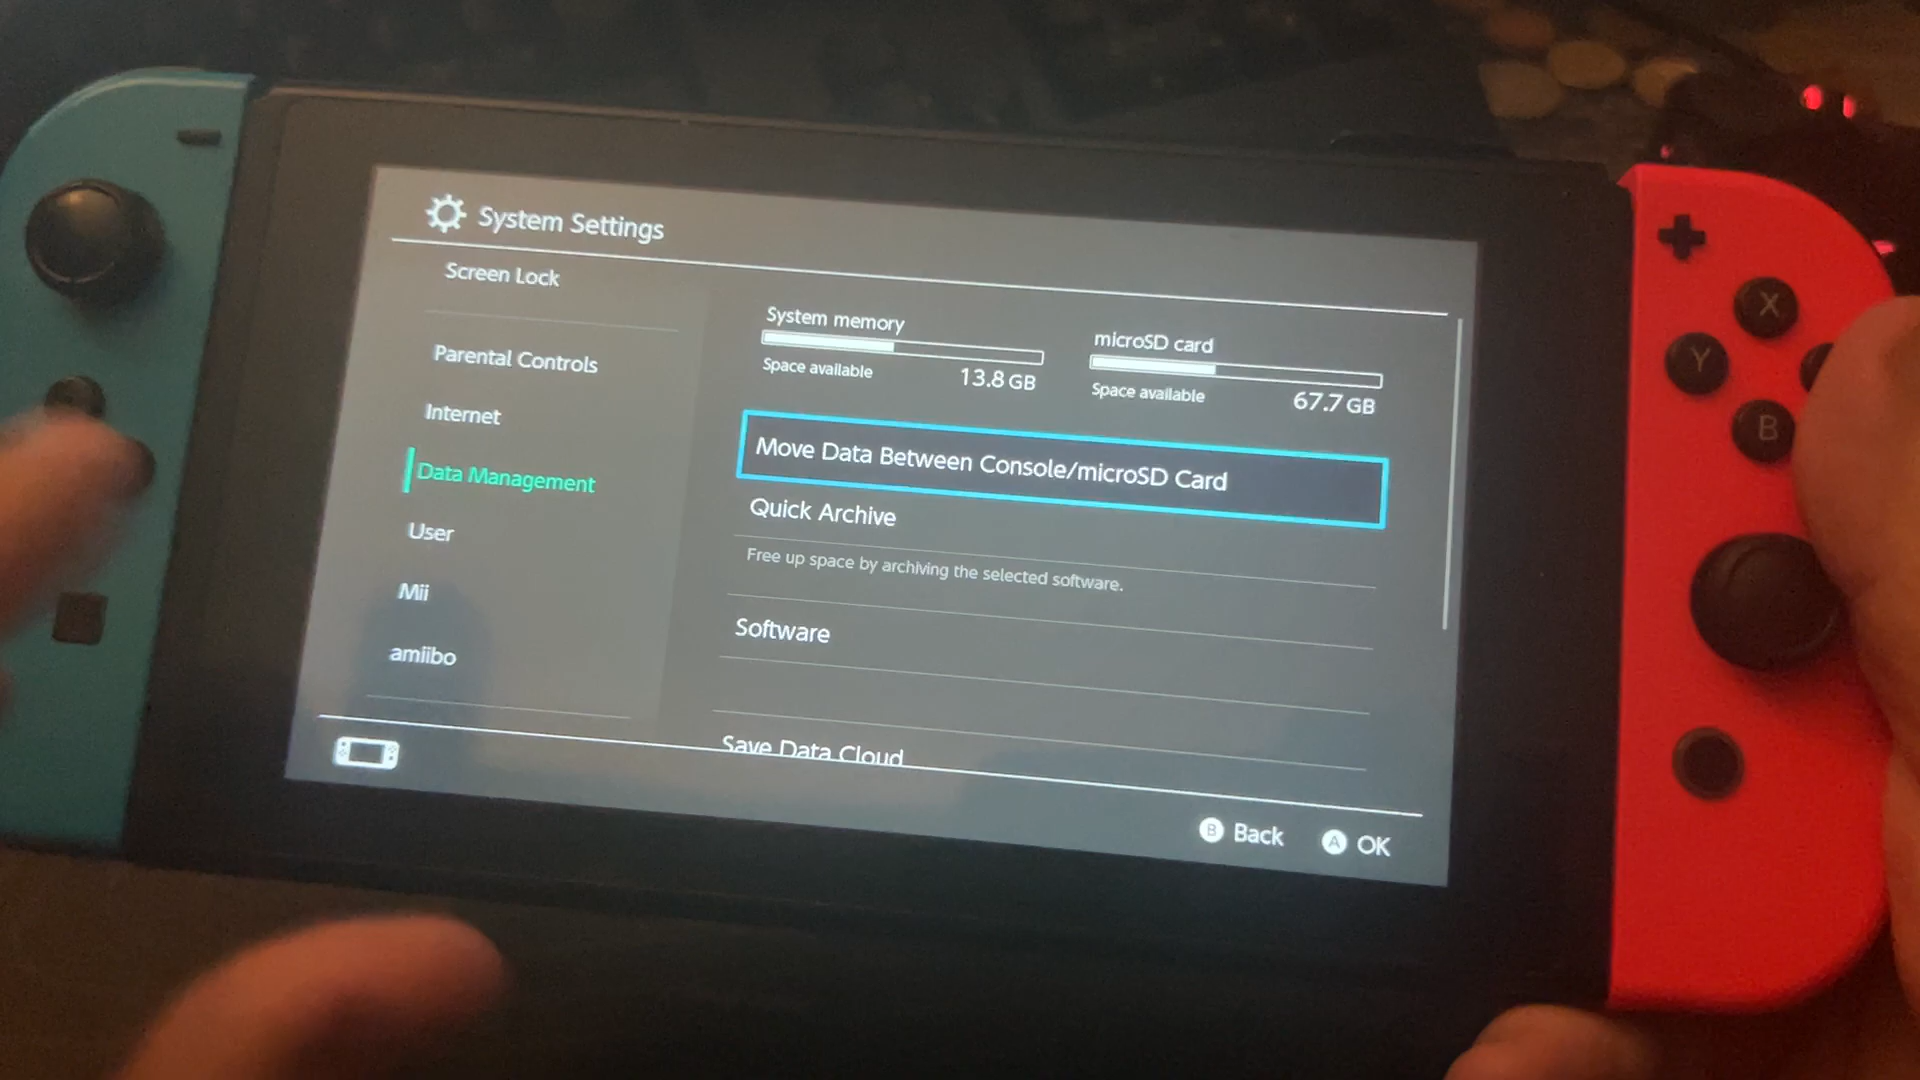 System Settings
Screen Lock
Parental Controls
Internet
Data Management
User
Mii
amiibo
System memory
Space available 13.8 GB
microSD card
Space available 67.7 GB
Move Data Between Console/microSD Card
Quick Archive
Free up space by archiving the selected software.
Software
Save Data Cloud
B Back
A OK
X
Y
B